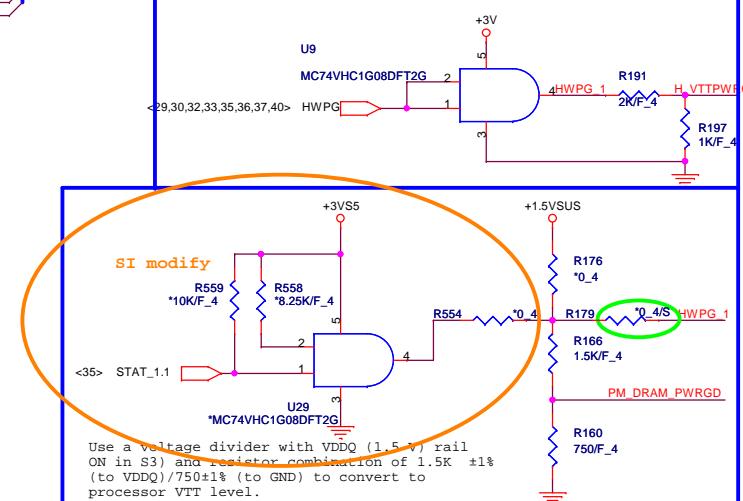 +3V
U9
MC74VHC1G08DFT2G
5
2
1
4
3
<29,30,32,33,35,36,37,40> HWPG
HWPG_1
R191
2K/F_4
H_VTTPWR
R197
1K/F_4
+3VS5
+1.5VSUS
SI modify
R559
*10K/F_4
R558
*8.25K/F_4
R176
*0_4
R554
*0_4
R179
*0_4/S
HWPG_1
5
2
1
4
3
R166
1.5K/F_4
<35> STAT_1.1
U29
*MC74VHC1G08DFT2G
PM_DRAM_PWRGD
R160
750/F_4
Use a voltage divider with VDDQ (1.5 V) rail
ON in S3) and resistor combination of 1.5K ±1%
(to VDDQ)/750±1% (to GND) to convert to
processor VTT level.